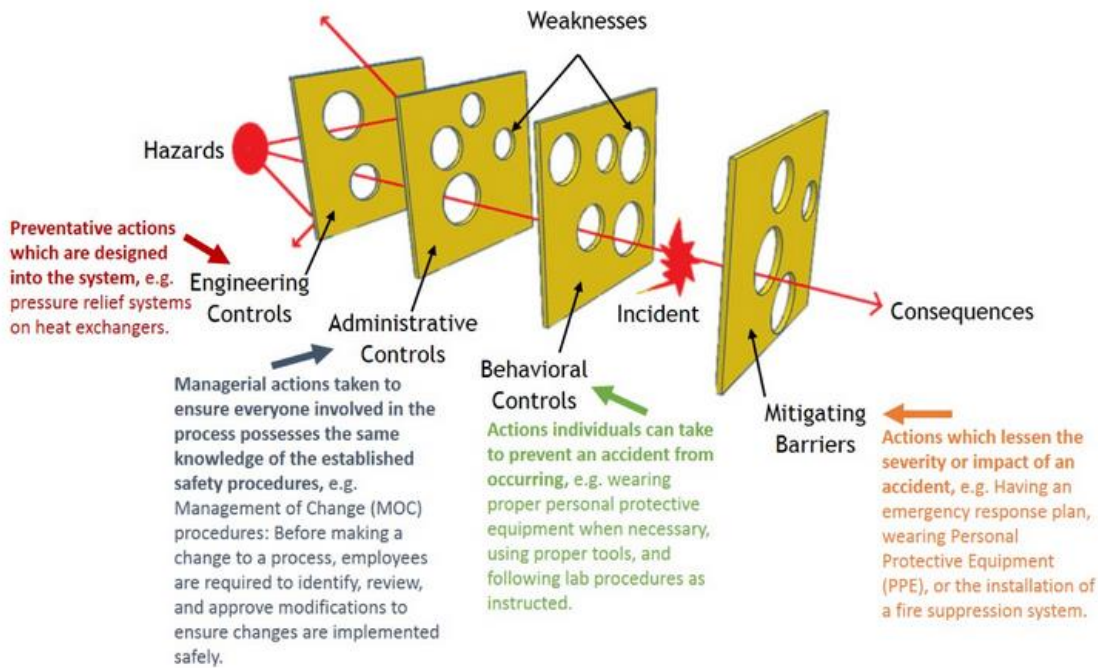 Weaknesses
Hazards
Preventative actions
which are designed
into the system, e.g.
pressure relief systems
on heat exchangers.
Engineering
Controls
Administrative
Controls
Managerial actions taken to
ensure everyone involved in the
process possesses the same
knowledge of the established
safety procedures, e.g.
Management of Change (MOC)
procedures: Before making a
change to a process, employees
are required to identify, review,
and approve modifications to
ensure changes are implemented
safely.
Behavioral
Controls
Actions individuals can take
to prevent an accident from
occurring, e.g. wearing
proper personal protective
equipment when necessary,
using proper tools, and
following lab procedures as
instructed.
Incident
Consequences
Mitigating
Barriers
Actions which lessen the
severity or impact of an
accident, e.g. Having an
emergency response plan,
wearing Personal
Protective Equipment
(PPE), or the installation of
a fire suppression system.